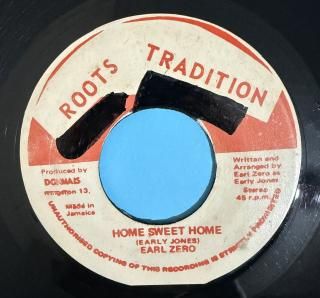 ROOTS TRADITION
Produced by
Kingston 13,
Made in
Jamaica
Written and
Arranged by
Earl Zero as
Early Jones
Stereo
45 r.p.m.
HOME SWEET HOME
(EARLY JONES)
EARL ZERO
UNAUTHORISED COPYING OF THIS RECORDING IS STRICTLY PROHIBITED